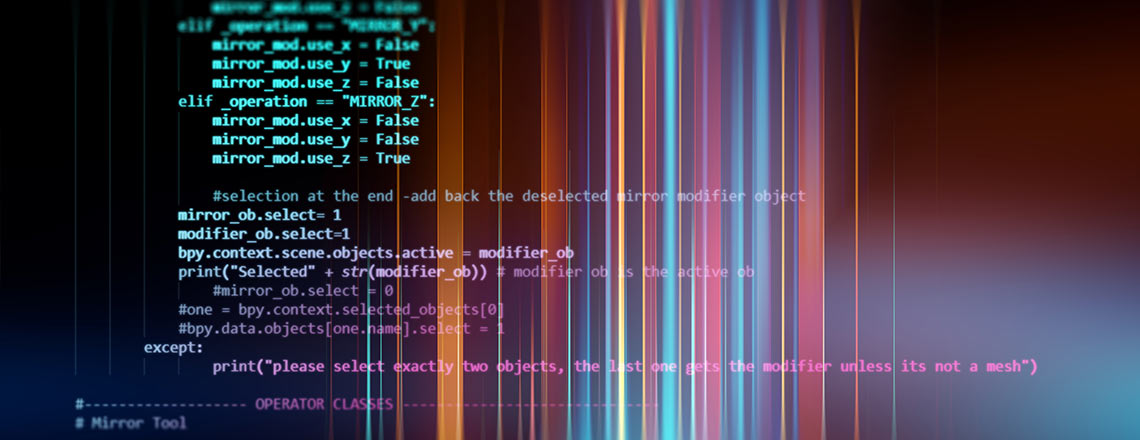 mirror_mod.use_z = False
elif _operation == "MIRROR_Y":
mirror_mod.use_x = False
mirror_mod.use_y = True
mirror_mod.use_z = False
elif _operation == "MIRROR_Z":
mirror_mod.use_x = False
mirror_mod.use_y = False
mirror_mod.use_z = True
#selection at the end -add back the deselected mirror modifier object
mirror_ob.select= 1
modifier_ob.select=1
bpy.context.scene.objects.active = modifier_ob
print("Selected" + str(modifier_ob)) # modifier ob is the active ob
#mirror_ob.select = 0
#one = bpy.context.selected_objects[0]
#bpy.data.objects[one.name].select = 1
except:
print("please select exactly two objects, the last one gets the modifier unless its not a mesh")
#------------------- OPERATOR CLASSES ------------------------------
# Mirror Tool